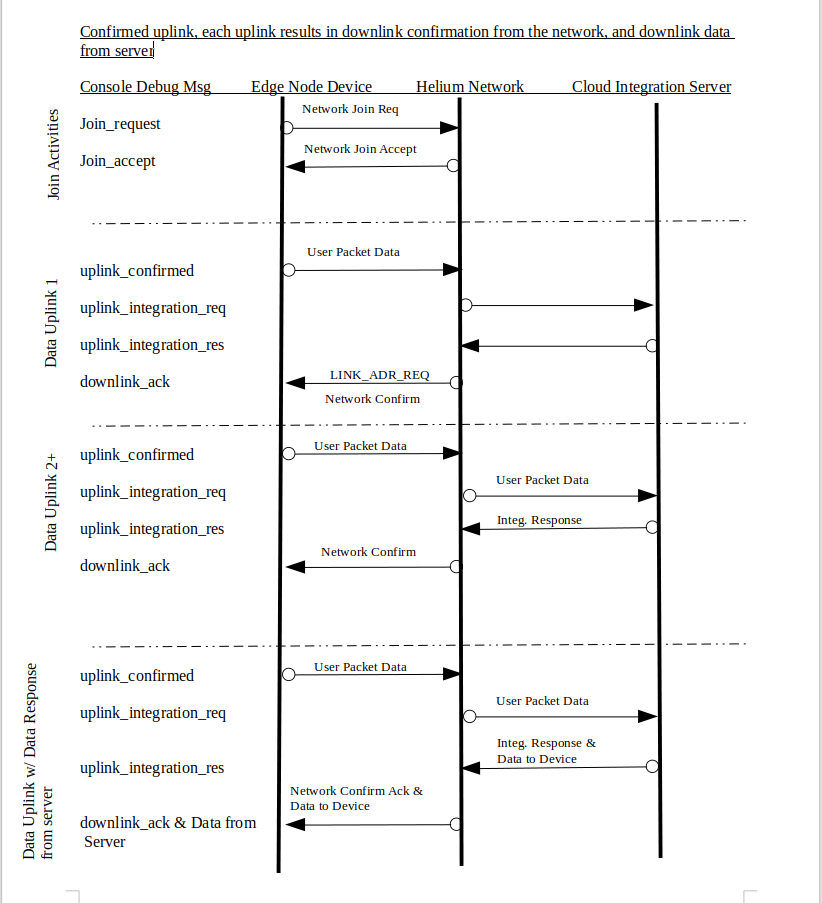 Confirmed uplink, each uplink results in downlink confirmation from the network, and downlink data
from server
Console Debug Msg Edge Node Device Helium Network Cloud Integration Server
Join Activities
Network Join Req
Join_request
Network Join Accept
Join_accept
Data Uplink 1
User Packet Data
uplink_confirmed
uplink_integration_req
uplink_integration_res
LINK_ADR_REQ
downlink_ack
Network Confirm
Data Uplink 2+
User Packet Data
uplink_confirmed
User Packet Data
uplink_integration_req
Integ. Response
uplink_integration_res
Network Confirm
downlink_ack
Data Uplink w/ Data Response
from server
User Packet Data
uplink_confirmed
User Packet Data
uplink_integration_req
Integ. Response &
Data to Device
uplink_integration_res
Network Confirm Ack &
Data to Device
downlink_ack & Data from
Server